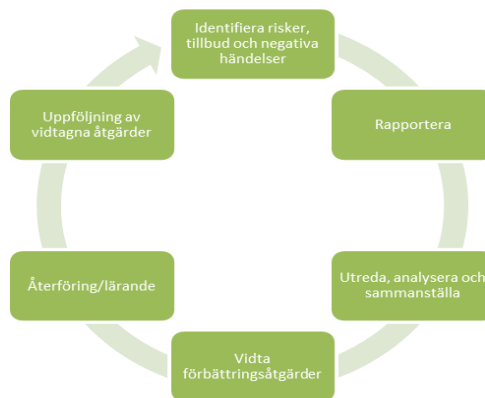 Identifiera risker,
tillbud och negativa
händelser
Rapportera
Utreda, analysera och
sammanställa
Vidta
förbättringsåtgärder
Återföring/lärande
Uppföljning av
vidtagna åtgärder